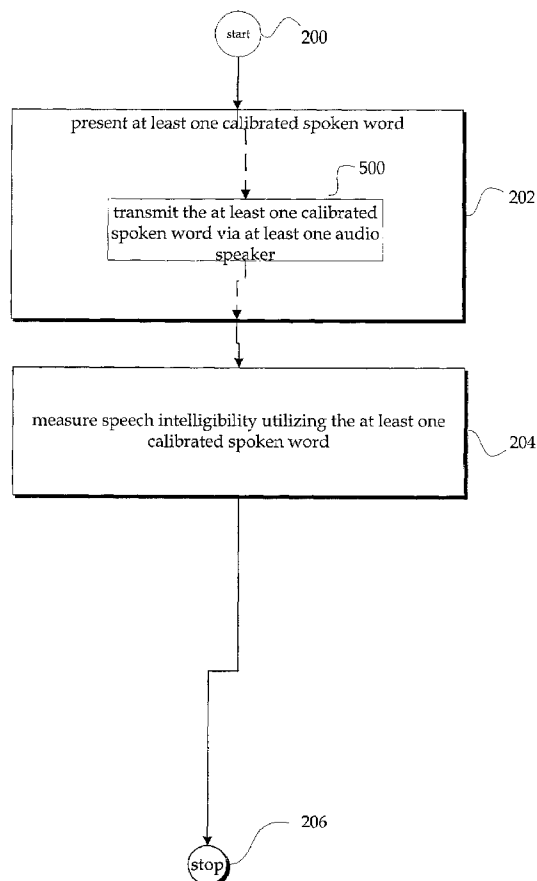 start
200
present at least one calibrated spoken word
500
202
transmit the at least one calibrated
spoken word via at least one audio
speaker
measure speech intelligibility utilizing the at least one
calibrated spoken word
204
206
stop